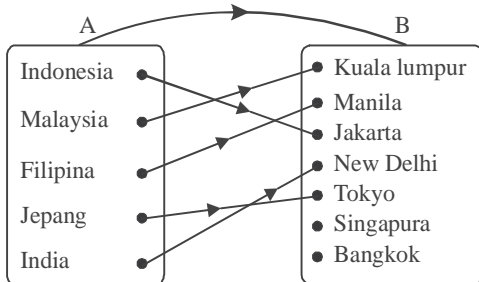 A
B
Indonesia
Malaysia
Filipina
Jepang
India
Kuala lumpur
Manila
Jakarta
New Delhi
Tokyo
Singapura
Bangkok